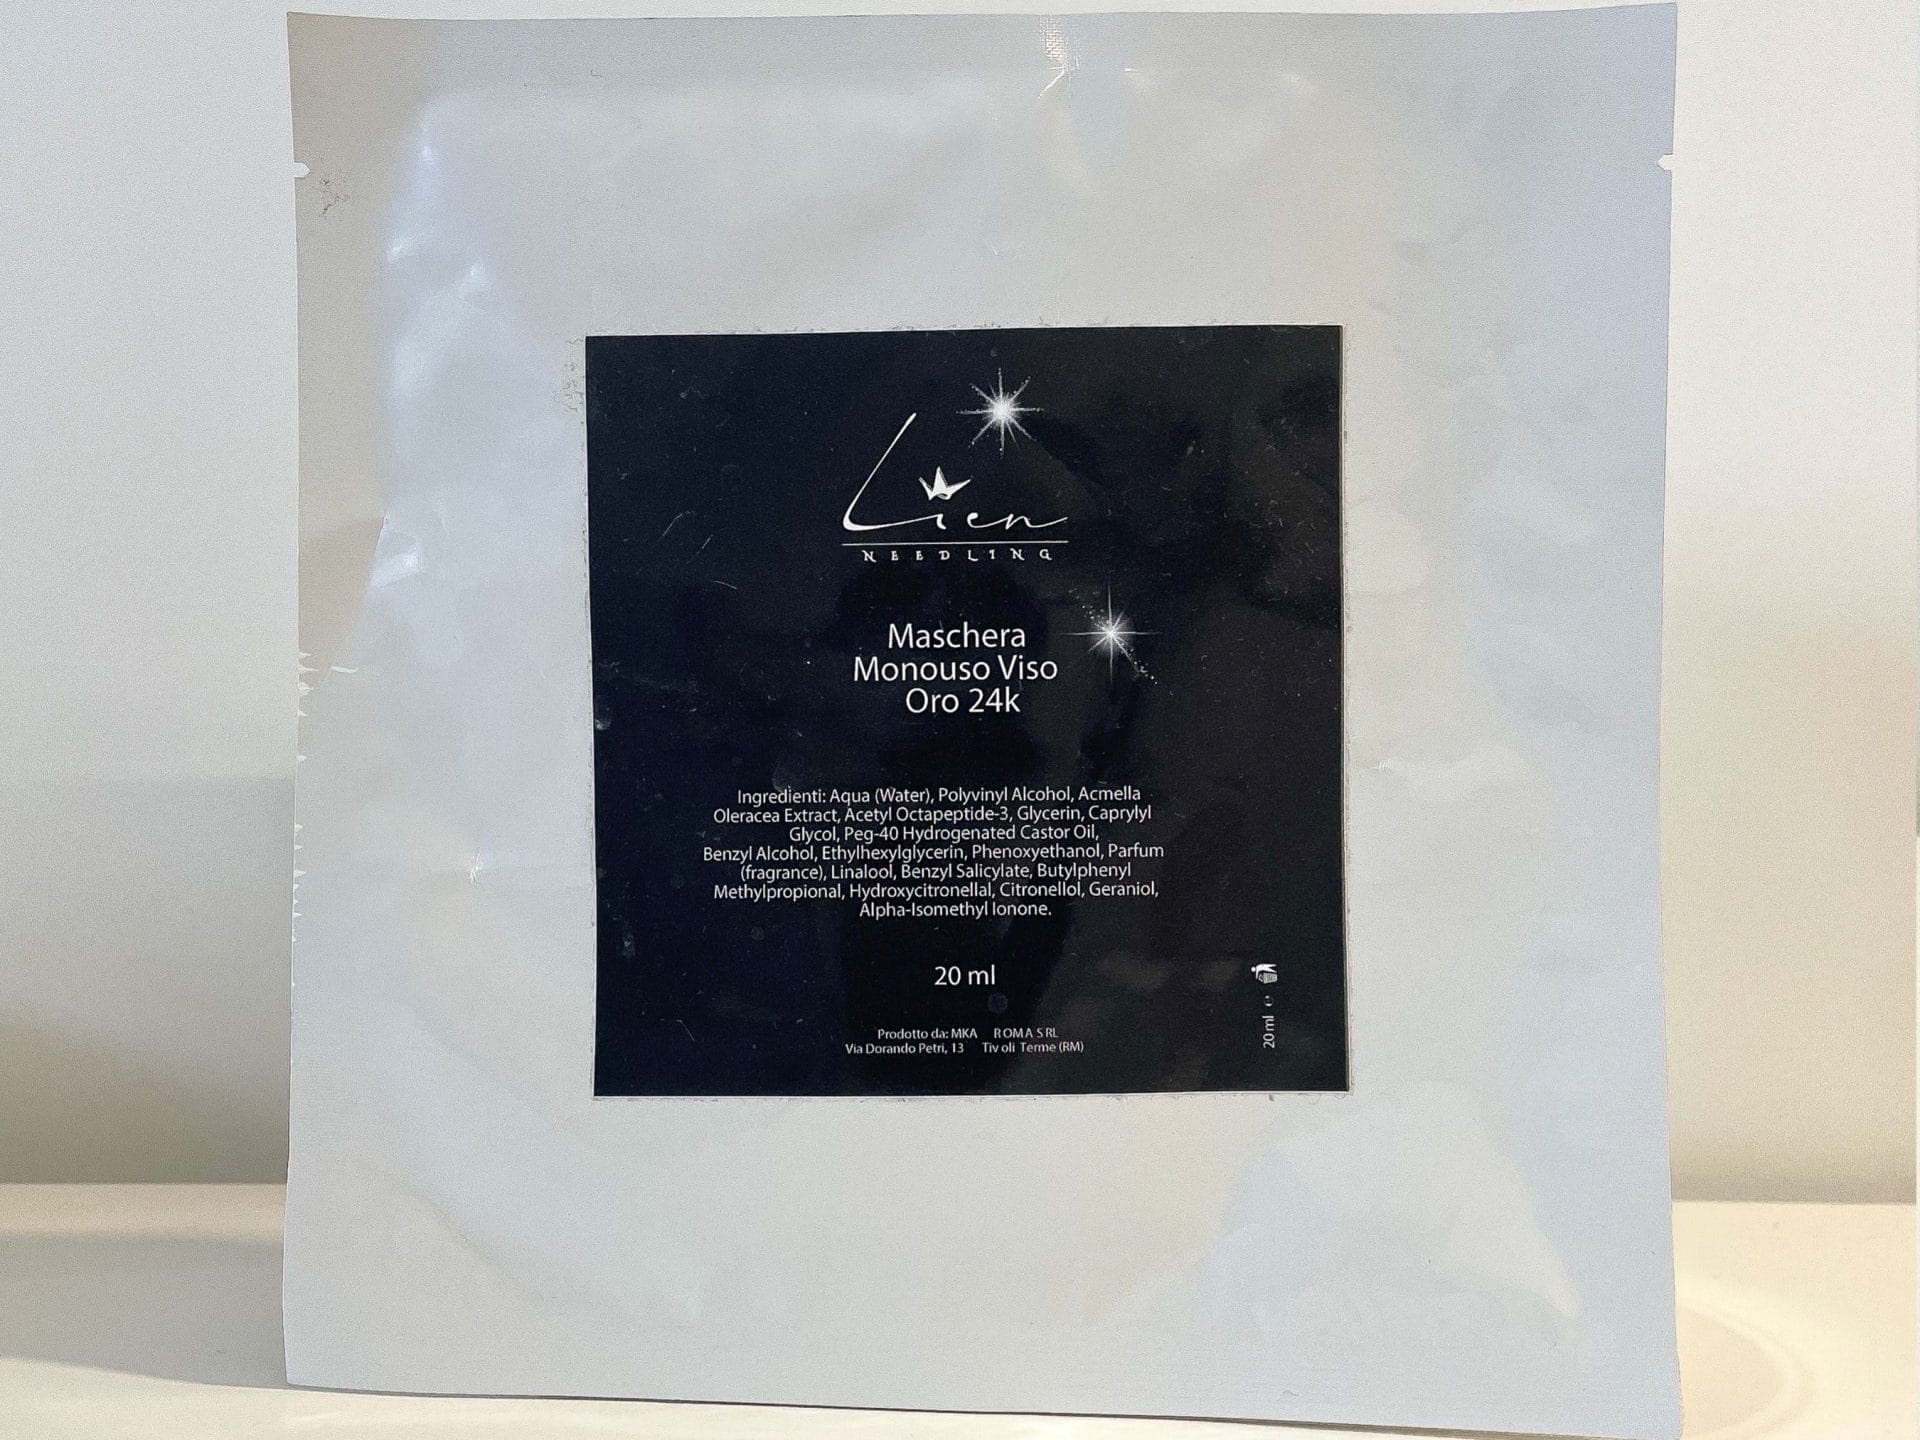 Lien
NEEDLING
Maschera
Monouso Viso
Oro 24k
Ingredienti: Aqua (Water), Polyvinyl Alcohol, Acmella
Oleracea Extract, Acetyl Octapeptide-3, Glycerin, Caprylyl
Glycol, Peg-40 Hydrogenated Castor Oil,
Benzyl Alcohol, Ethylhexylglycerin, Phenoxyethanol, Parfum
(fragrance), Linalool, Benzyl Salicylate, Butylphenyl
Methylpropional, Hydroxycitronellal, Citronellol, Geraniol,
Alpha-Isomethyl Ionone.
20 ml
Prodotto da: MKA ROMA SRL
Via Dorando Petri, 13 Tivoli Terme (RM)
20 ml e